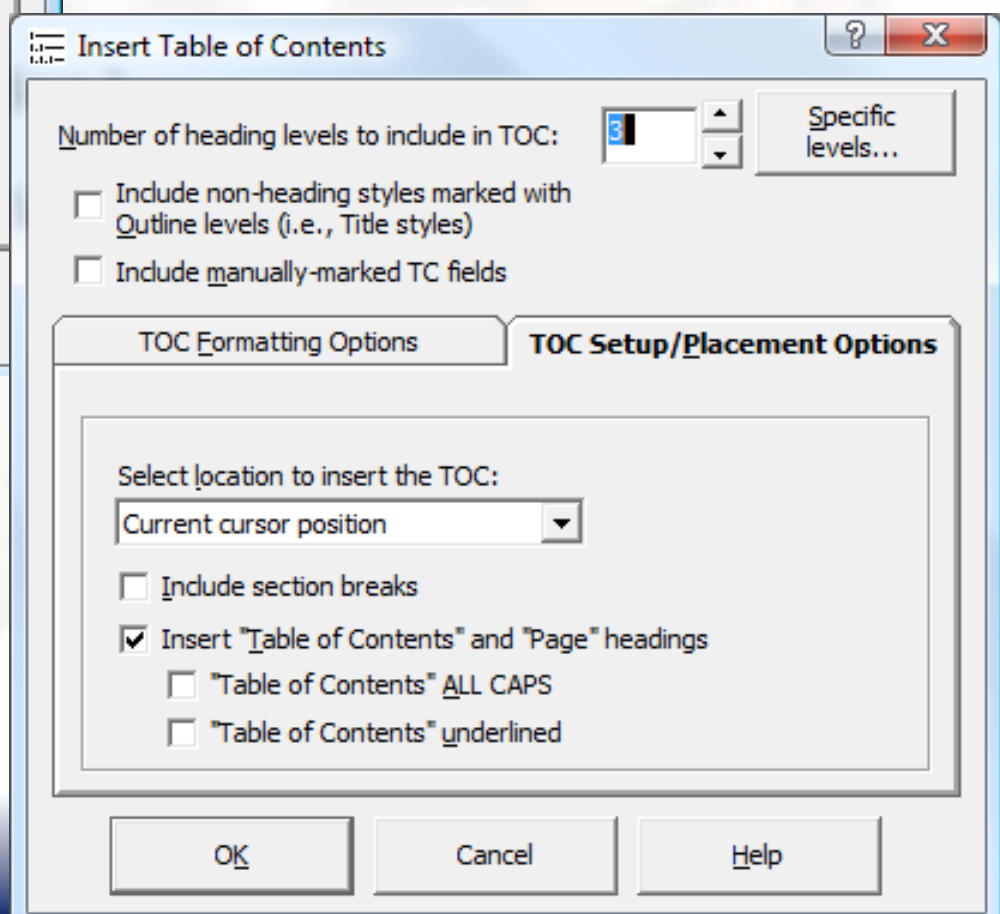 Insert Table of Contents
Number of heading levels to include in TOC:
3
Specific
levels...
Include non-heading styles marked with
Outline levels (i.e., Title styles)
Include manually-marked TC fields
TOC Formatting Options
TOC Setup/Placement Options
Select location to insert the TOC:
Current cursor position
Include section breaks
Insert "Table of Contents" and "Page" headings
"Table of Contents" ALL CAPS
"Table of Contents" underlined
OK
Cancel
Help